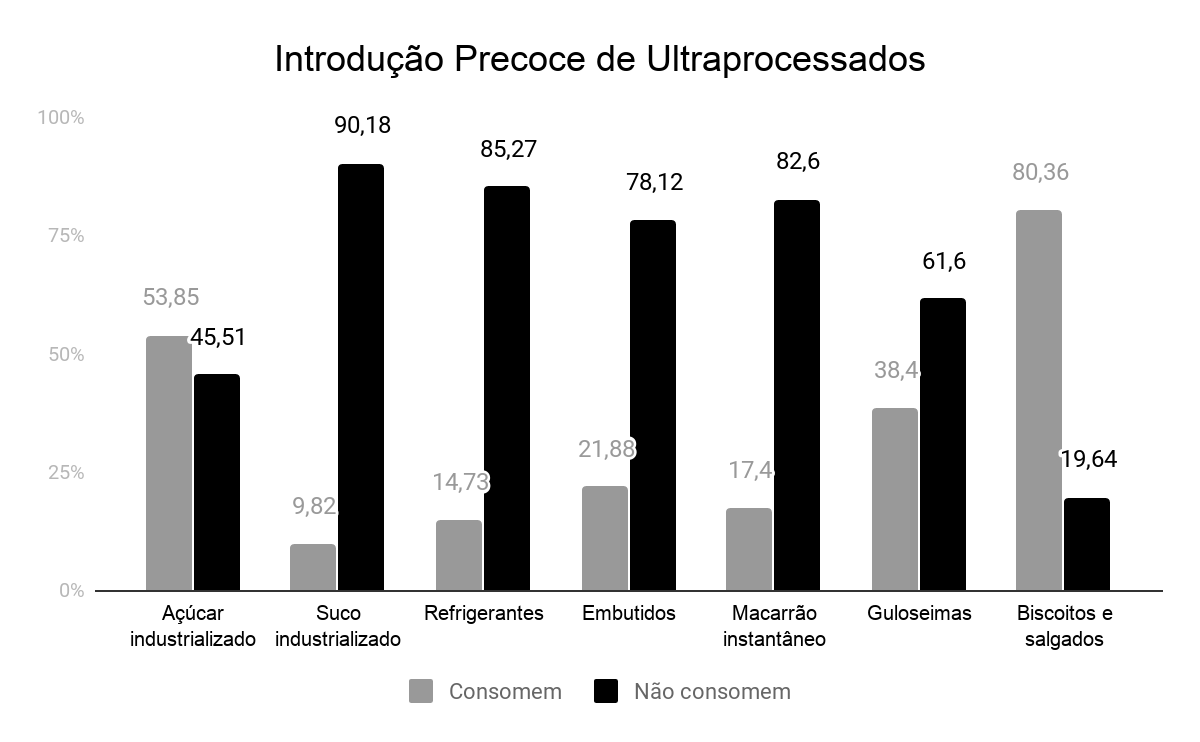 Introdução Precoce de Ultraprocessados
100%
75%
50%
25%
0%
53,85
45,51
9,82
90,18
14,73
85,27
21,88
78,12
17,4
82,6
38,4
61,6
80,36
19,64
Açúcar
industrializado
Suco
industrializado
Refrigerantes
Embutidos
Macarrão
instantâneo
Guloseimas
Biscoitos e
salgados
Consomem
Não consomem